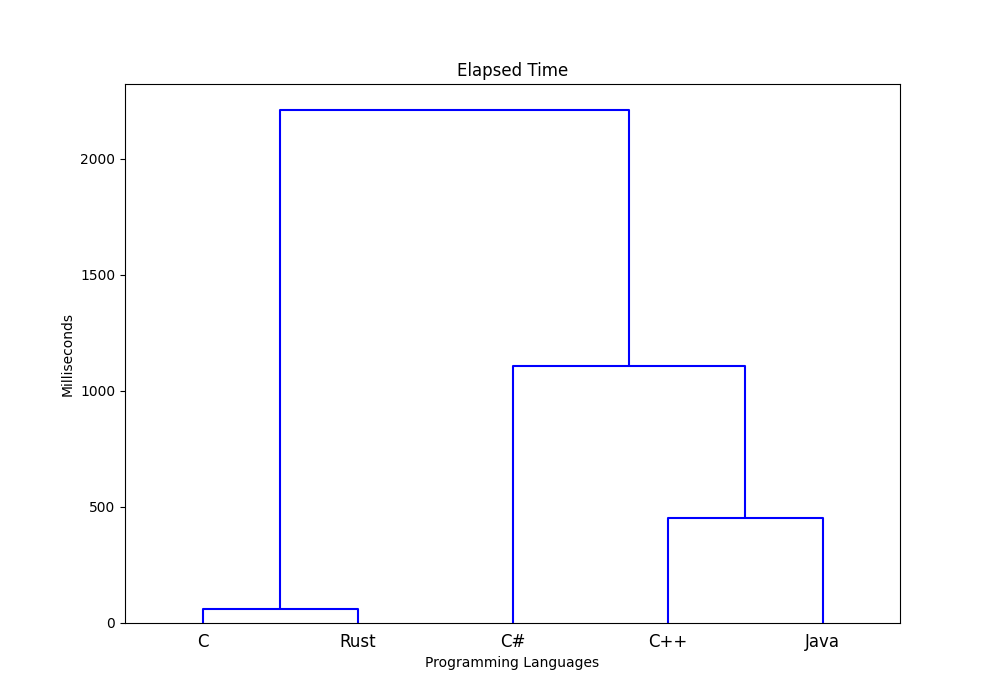 Elapsed Time
Milliseconds
2000
1500
1000
500
0
C Rust C# C++ Java
Programming Languages